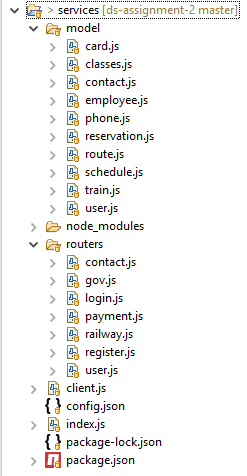 > services [ds-assignment-2 master]
model
card.js
classes.js
contact.js
employee.js
phone.js
reservation.js
route.js
schedule.js
train.js
user.js
node_modules
routers
contact.js
gov.js
login.js
payment.js
railway.js
register.js
user.js
client.js
config.json
index.js
package-lock.json
package.json